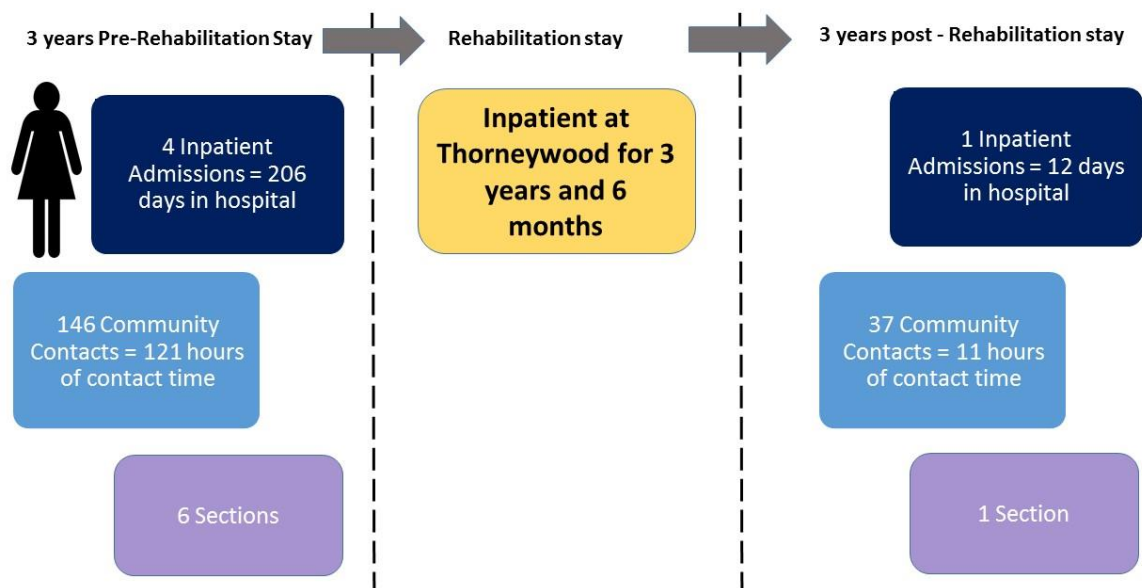 3 years Pre-Rehabilitation Stay
Rehabilitation stay
3 years post - Rehabilitation stay
4 Inpatient
Admissions = 206
days in hospital
Inpatient at
Thorneywood for 3
years and 6
months
1 Inpatient
Admissions = 12 days
in hospital
146 Community
Contacts = 121 hours
of contact time
37 Community
Contacts = 11 hours
of contact time
6 Sections
1 Section